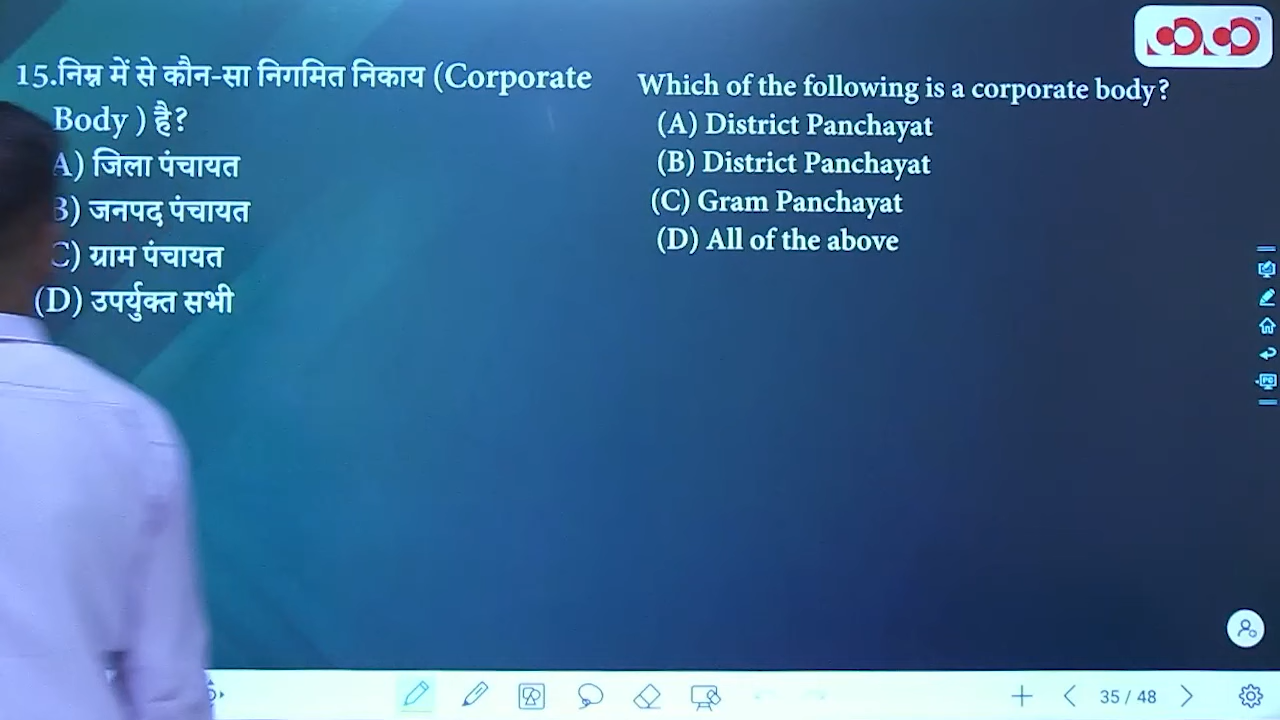 15.निम्न में से कौन-सा निगमित निकाय (Corporate
Body ) है?
A) जिला पंचायत
B) जनपद पंचायत
C) ग्राम पंचायत
(D) उपर्युक्त सभी
Which of the following is a corporate body?
(A) District Panchayat
(B) District Panchayat
(C) Gram Panchayat
(D) All of the above
35 / 48